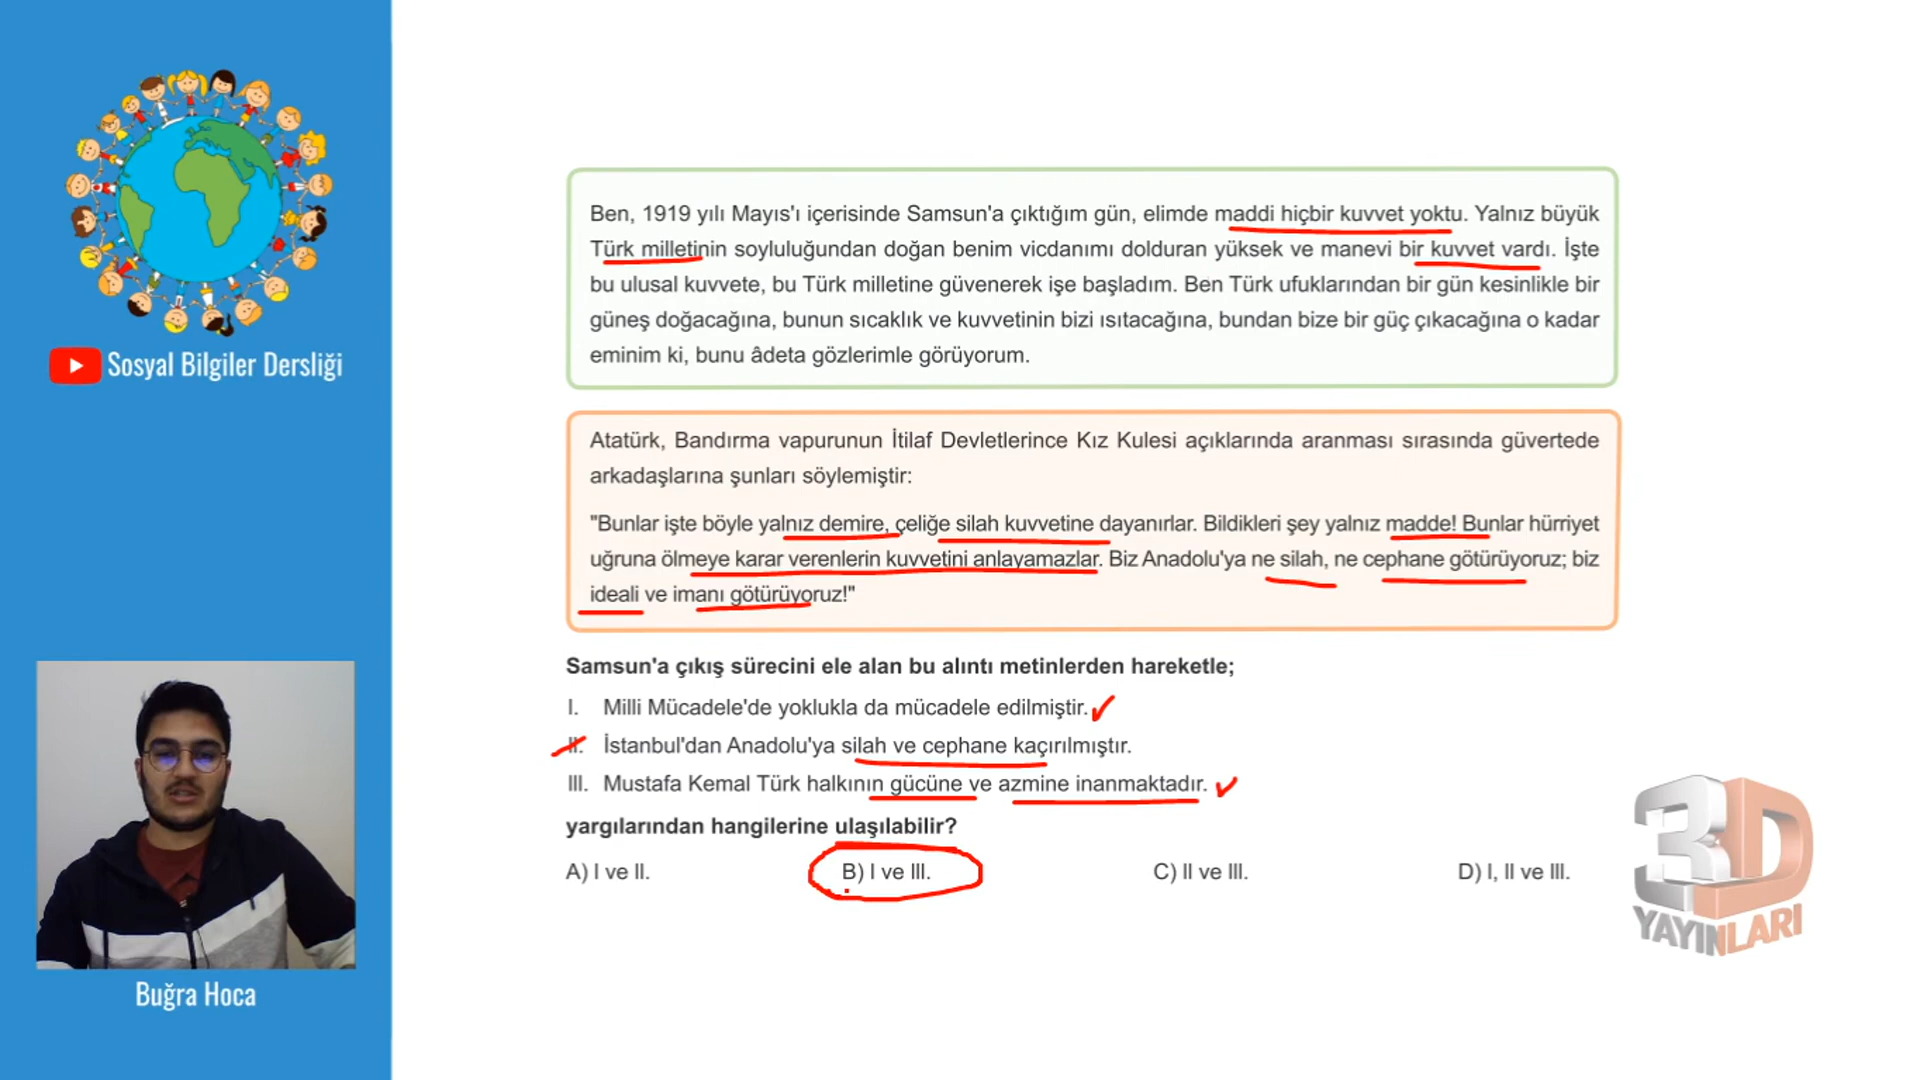 Sosyal Bilgiler Dersliği
Buğra Hoca
Ben, 1919 yılı Mayıs'ı içerisinde Samsun'a çıktığım gün, elimde maddi hiçbir kuvvet yoktu. Yalnız büyük
Türk milletinin soyluluğundan doğan benim vicdanımı dolduran yüksek ve manevi bir kuvvet vardı. İşte
bu ulusal kuvvete, bu Türk milletine güvenerek işe başladım. Ben Türk ufuklarından bir gün kesinlikle bir
güneş doğacağına, bunun sıcaklık ve kuvvetinin bizi ısıtacağına, bundan bize bir güç çıkacağına o kadar
eminim ki, bunu âdeta gözlerimle görüyorum.
Atatürk, Bandırma vapurunun İtilaf Devletlerince Kız Kulesi açıklarında aranması sırasında güvertede
arkadaşlarına şunları söylemiştir:
"Bunlar işte böyle yalnız demire, çeliğe silah kuvvetine dayanırlar. Bildikleri şey yalnız madde! Bunlar hürriyet
uğruna ölmeye karar verenlerin kuvvetini anlayamazlar. Biz Anadolu'ya ne silah, ne cephane götürüyoruz; biz
ideali ve imanı götürüyoruz!"
Samsun'a çıkış sürecini ele alan bu alıntı metinlerden hareketle;
I. Milli Mücadele'de yoklukla da mücadele edilmiştir.
II. İstanbul'dan Anadolu'ya silah ve cephane kaçırılmıştır.
III. Mustafa Kemal Türk halkının gücüne ve azmine inanmaktadır.
yargılarından hangilerine ulaşılabilir?
A) I ve II. B) I ve III. C) II ve III. D) I, II ve III.
3D
YAYINLARI